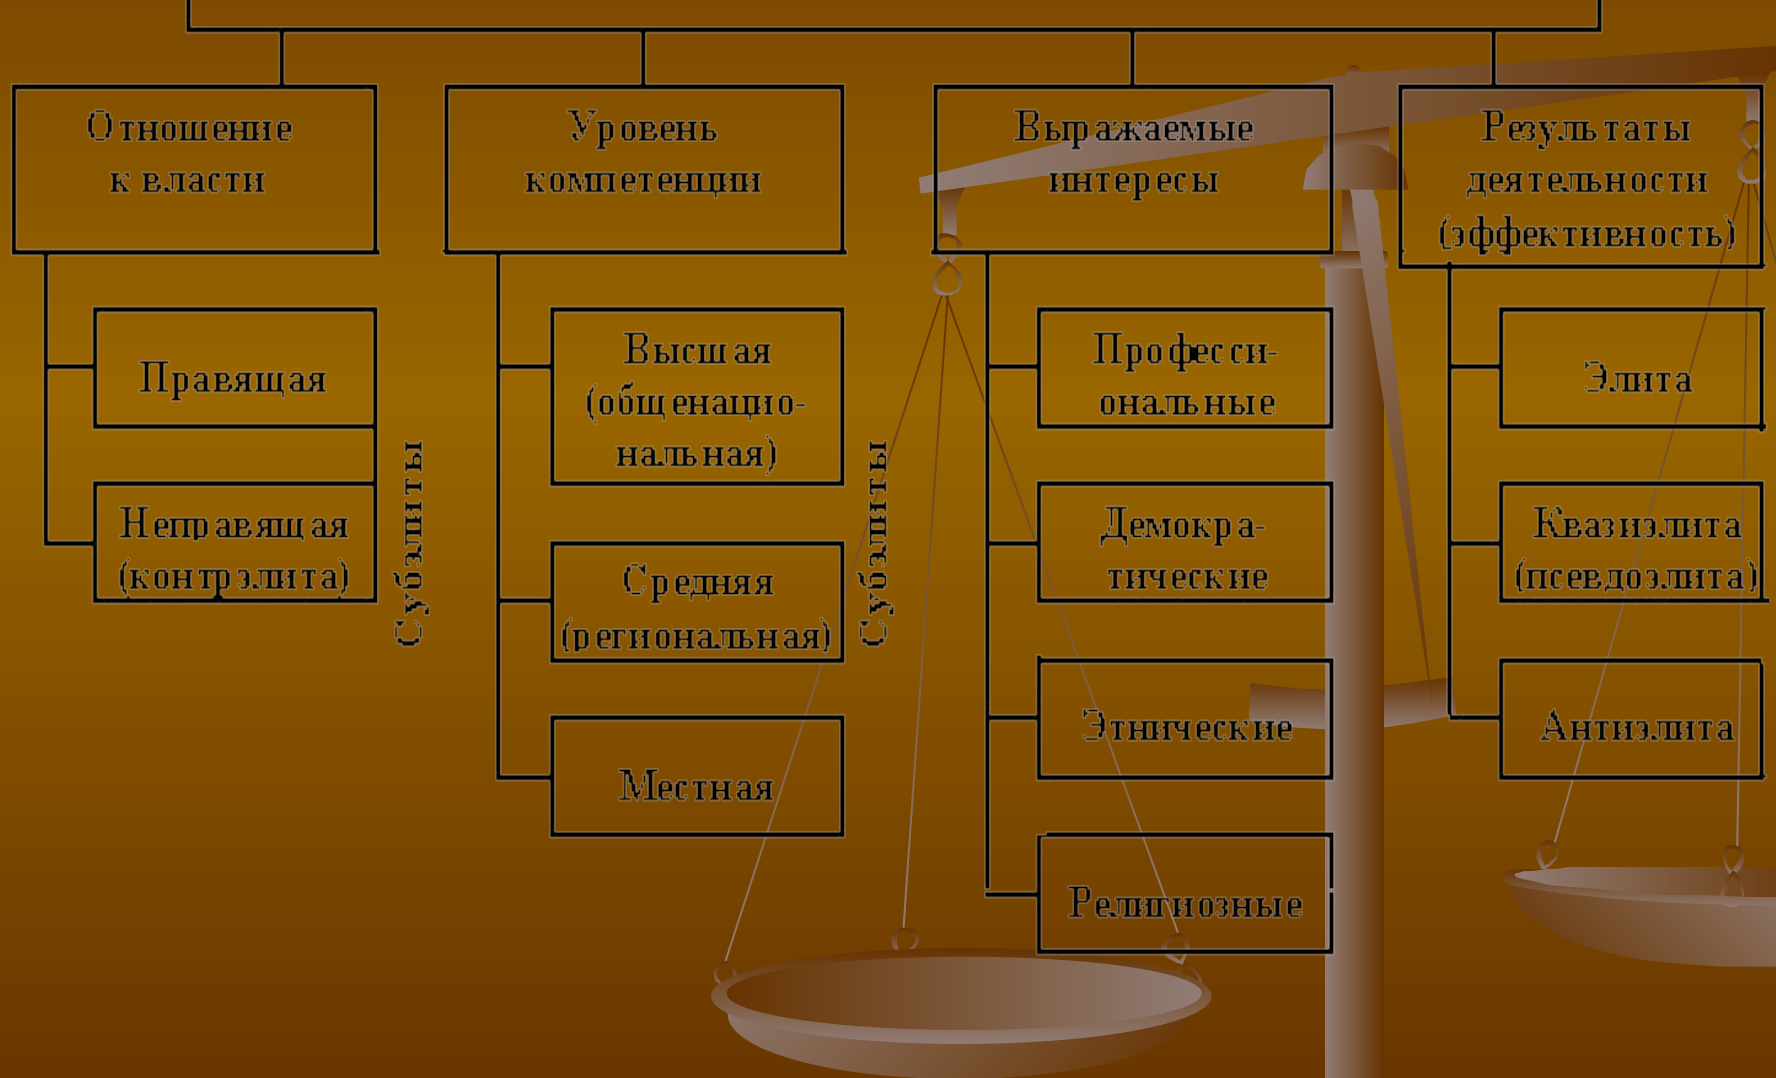 Отношение
к власти
Правящая
Неправящая
(контрэлита)
Субэлиты
Уровень
компетенции
Высшая
(общенацио-
нальная)
Средняя
(региональная)
Местная
Субэлиты
Выражаемые
интересы
Професси-
ональные
Демокра-
тические
Этнические
Религиозные
Результаты
деятельности
(эффективность)
Элита
Квазиэлита
(псевдоэлита)
Антиэлита